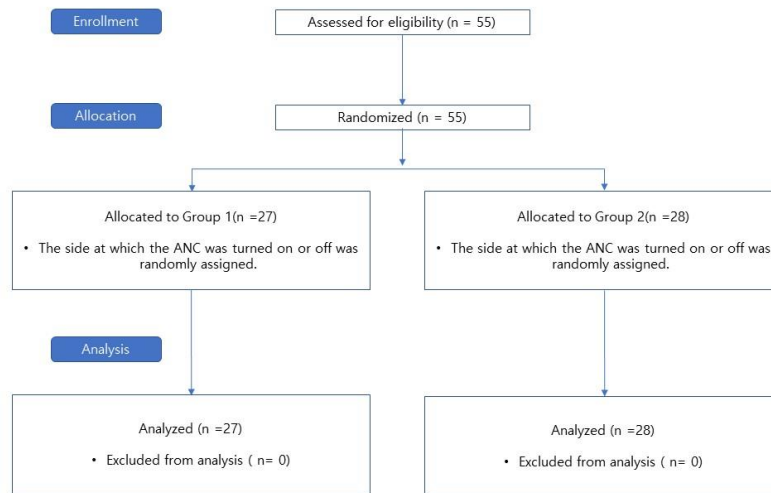 Enrollment
Assessed for eligibility (n = 55)
Allocation
Randomized (n = 55)
Allocated to Group 1(n =27)
• The side at which the ANC was turned on or off was
randomly assigned.
Allocated to Group 2(n =28)
• The side at which the ANC was turned on or off was
randomly assigned.
Analysis
Analyzed (n =27)
• Excluded from analysis ( n= 0)
Analyzed (n =28)
• Excluded from analysis ( n= 0)